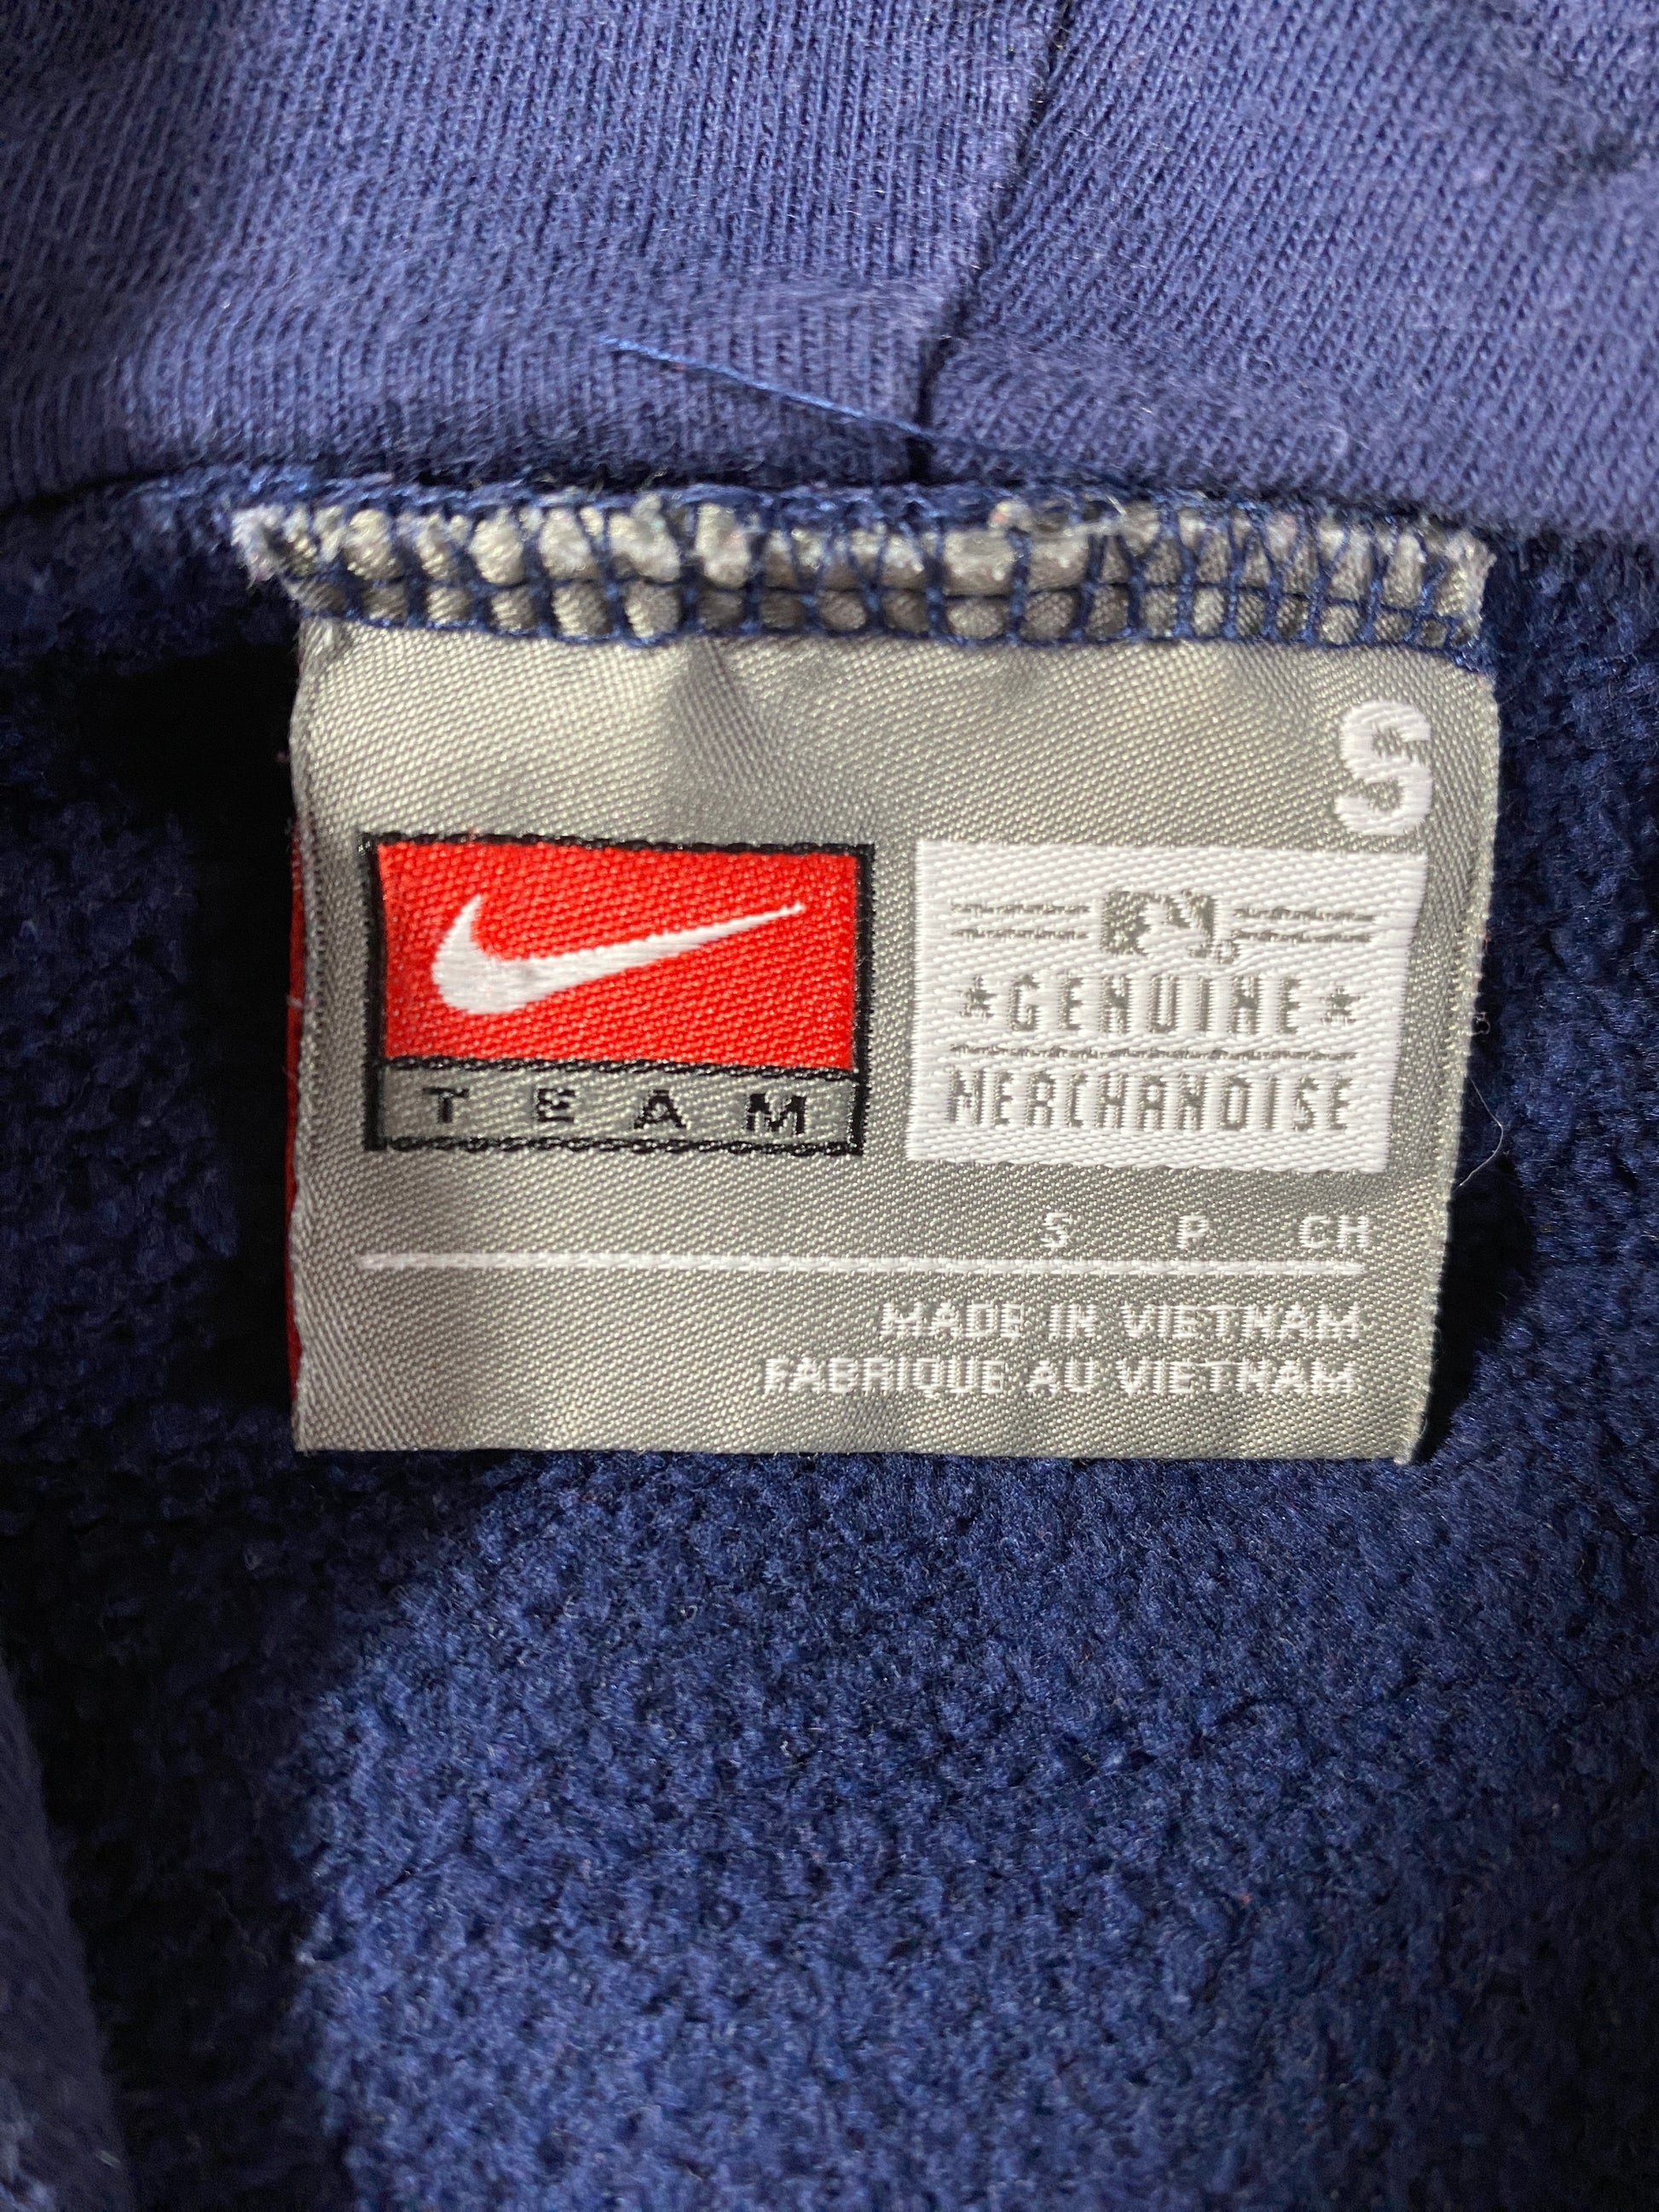 S
TEAM
GENUINE
MERCHANDISE
S P CH
MADE IN VIETNAM
FABRIQUE AU VIETNAM